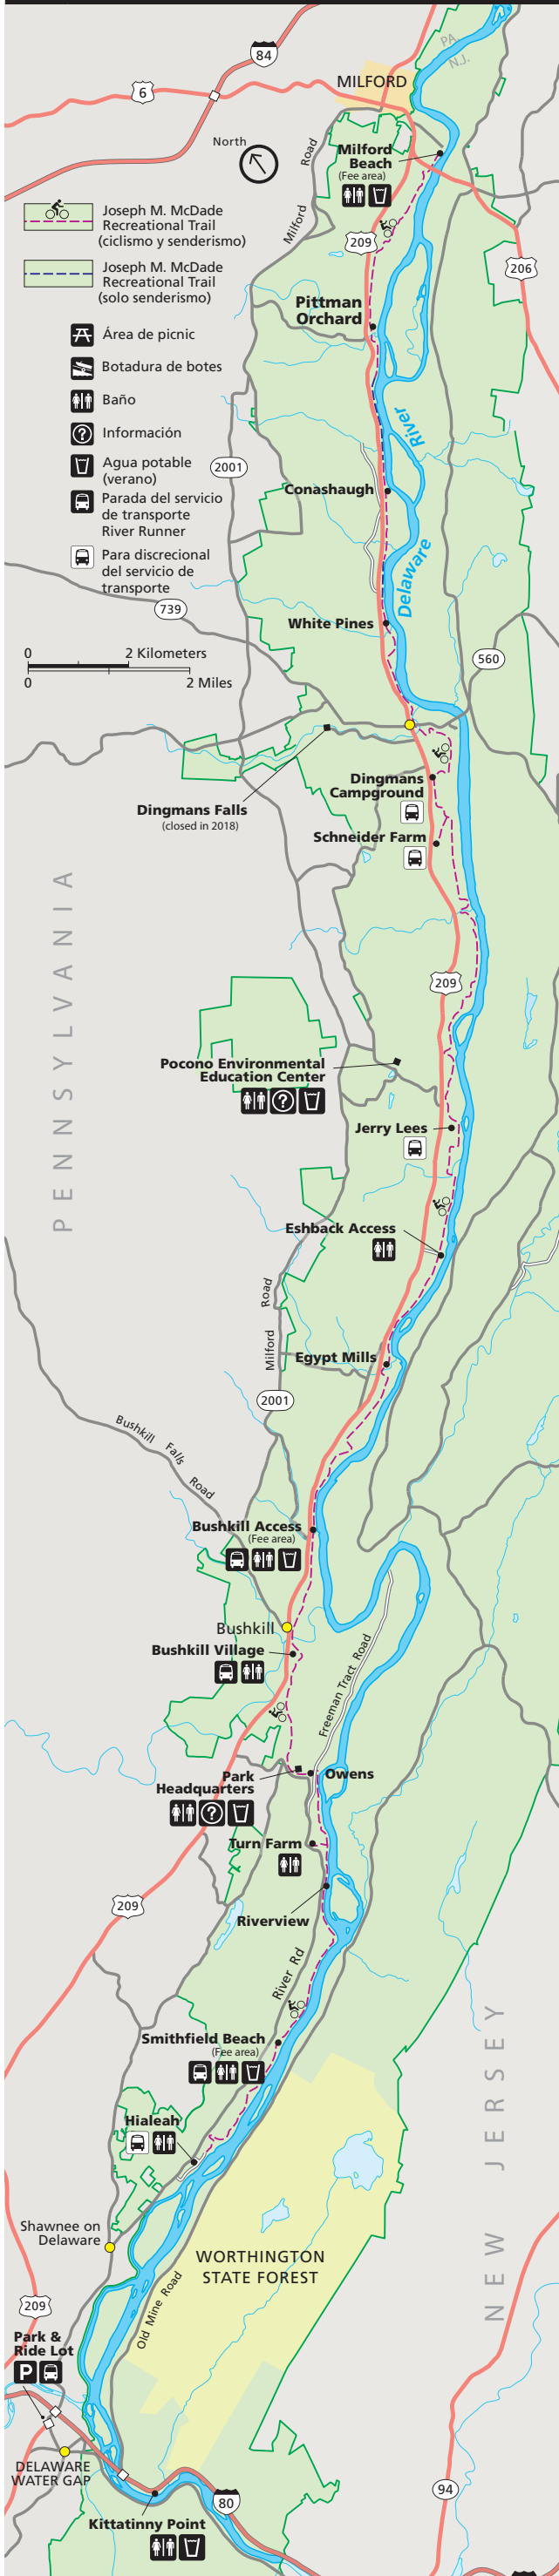 PA.
N.J.
84
6
MILFORD
North
Milford
Road
Milford
Beach
(Fee area)
209
206
Joseph M. McDade
Recreational Trail
(ciclismo y senderismo)
Joseph M. McDade
Recreational Trail
(solo senderismo)
Pittman
Orchard
Área de picnic
Botadura de botes
Baño
Información
Agua potable
(verano)
Parada del servicio
de transporte
River Runner
Para discrecional
del servicio de
transporte
River
2001
Conashaugh
Delaware
739
White Pines
0
2 Kilometers
0
2 Miles
560
Dingmans Falls
(closed in 2018)
Dingmans
Campground
Schneider Farm
PENNSYLVANIA
209
Pocono Environmental
Education Center
Jerry Lees
Eshback Access
Milford
Road
Egypt Mills
2001
Bushkill
Falls
Road
Bushkill Access
(Fee area)
Bushkill
Bushkill Village
Freeman Tract Road
Park
Headquarters
Owens
Turn Farm
209
Riverview
River Rd
NEW JERSEY
Smithfield Beach
(Fee area)
Hialeah
Shawnee on
Delaware
WORTHINGTON
STATE FOREST
Old Mine Road
209
Park &
Ride Lot
P
DELAWARE
WATER GAP
94
80
Kittatinny Point